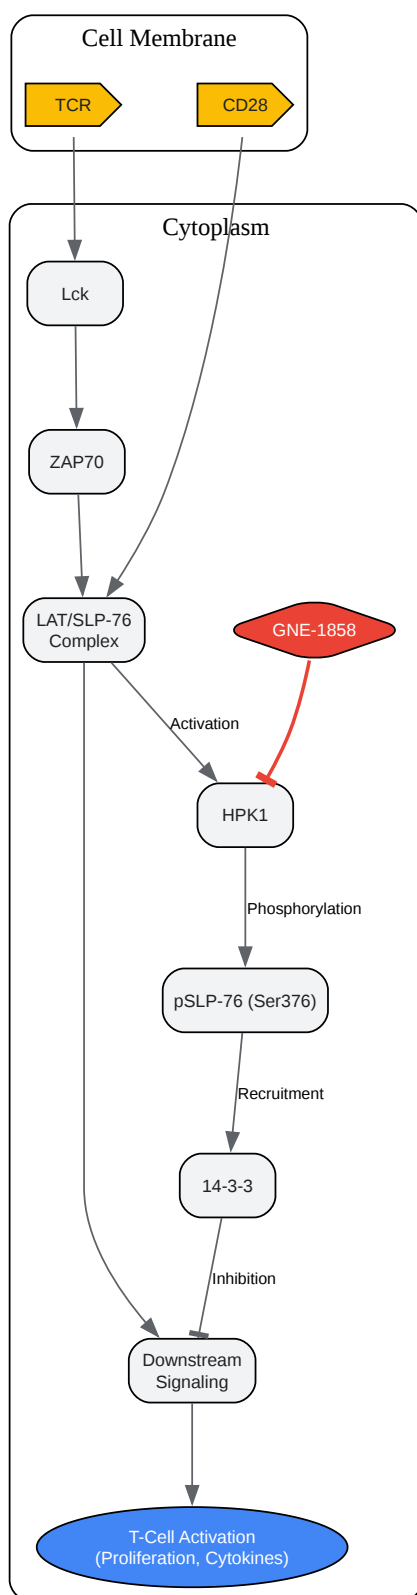 Cell Membrane
TCR
CD28
Cytoplasm
Lck
ZAP70
LAT/SLP-76
Complex
GNE-1858
Activation
HPK1
Phosphorylation
pSLP-76 (Ser376)
Recruitment
14-3-3
Inhibition
Downstream
Signaling
T-Cell Activation
(Proliferation, Cytokines)